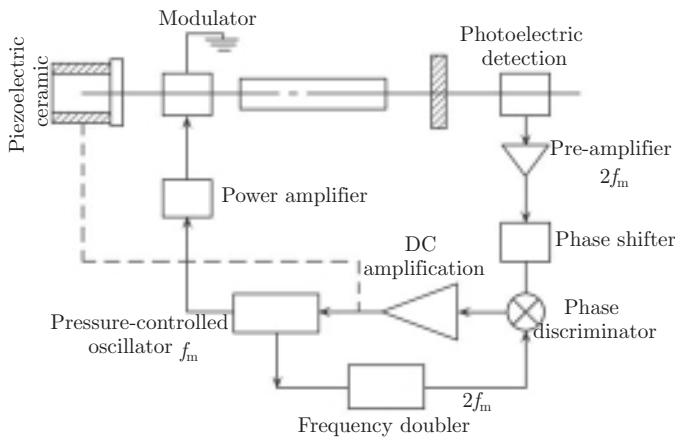 Modulator
Piezoelectric
ceramic
Photoelectric
detection
Pre-amplifier
2fm
Power amplifier
Phase shifter
DC
amplification
Phase
discriminator
Pressure-controlled
oscillator fm
2fm
Frequency doubler